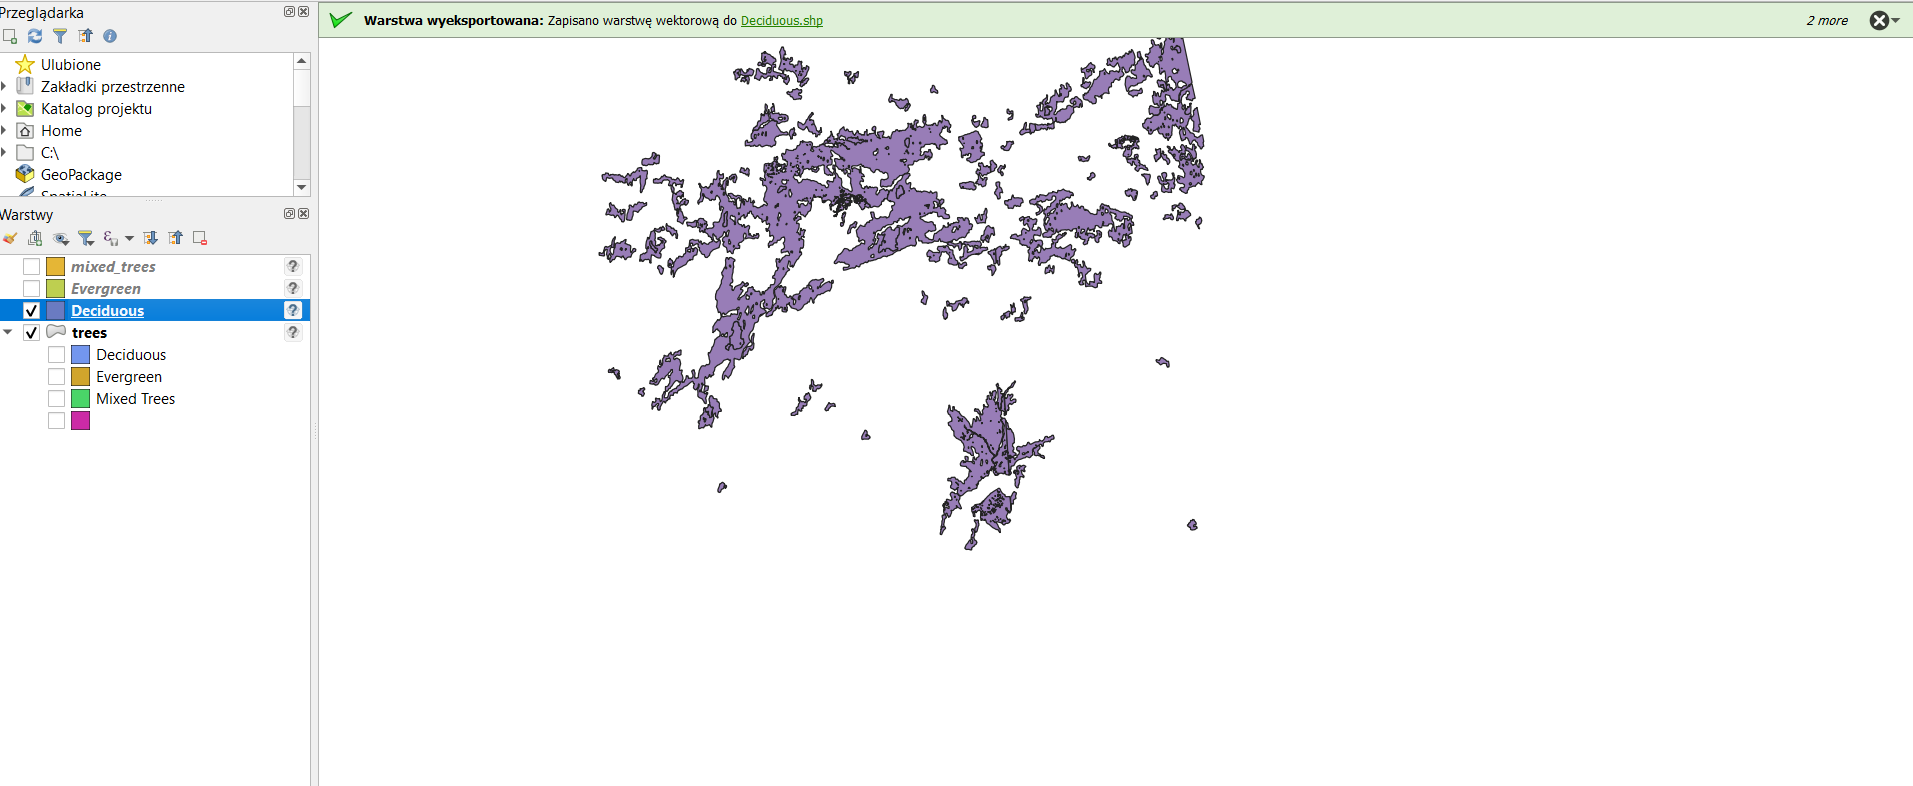 Przeglądarka
Ulubione
Zakładki przestrzenne
Katalog projektu
Home
C:\
GeoPackage
SpatiaLite
Warstwy
mixed_trees
Evergreen
Deciduous
trees
Deciduous
Evergreen
Mixed Trees
Warstwa wyeksportowana: Zapisano warstwę wektorową do Deciduous.shp
2 more